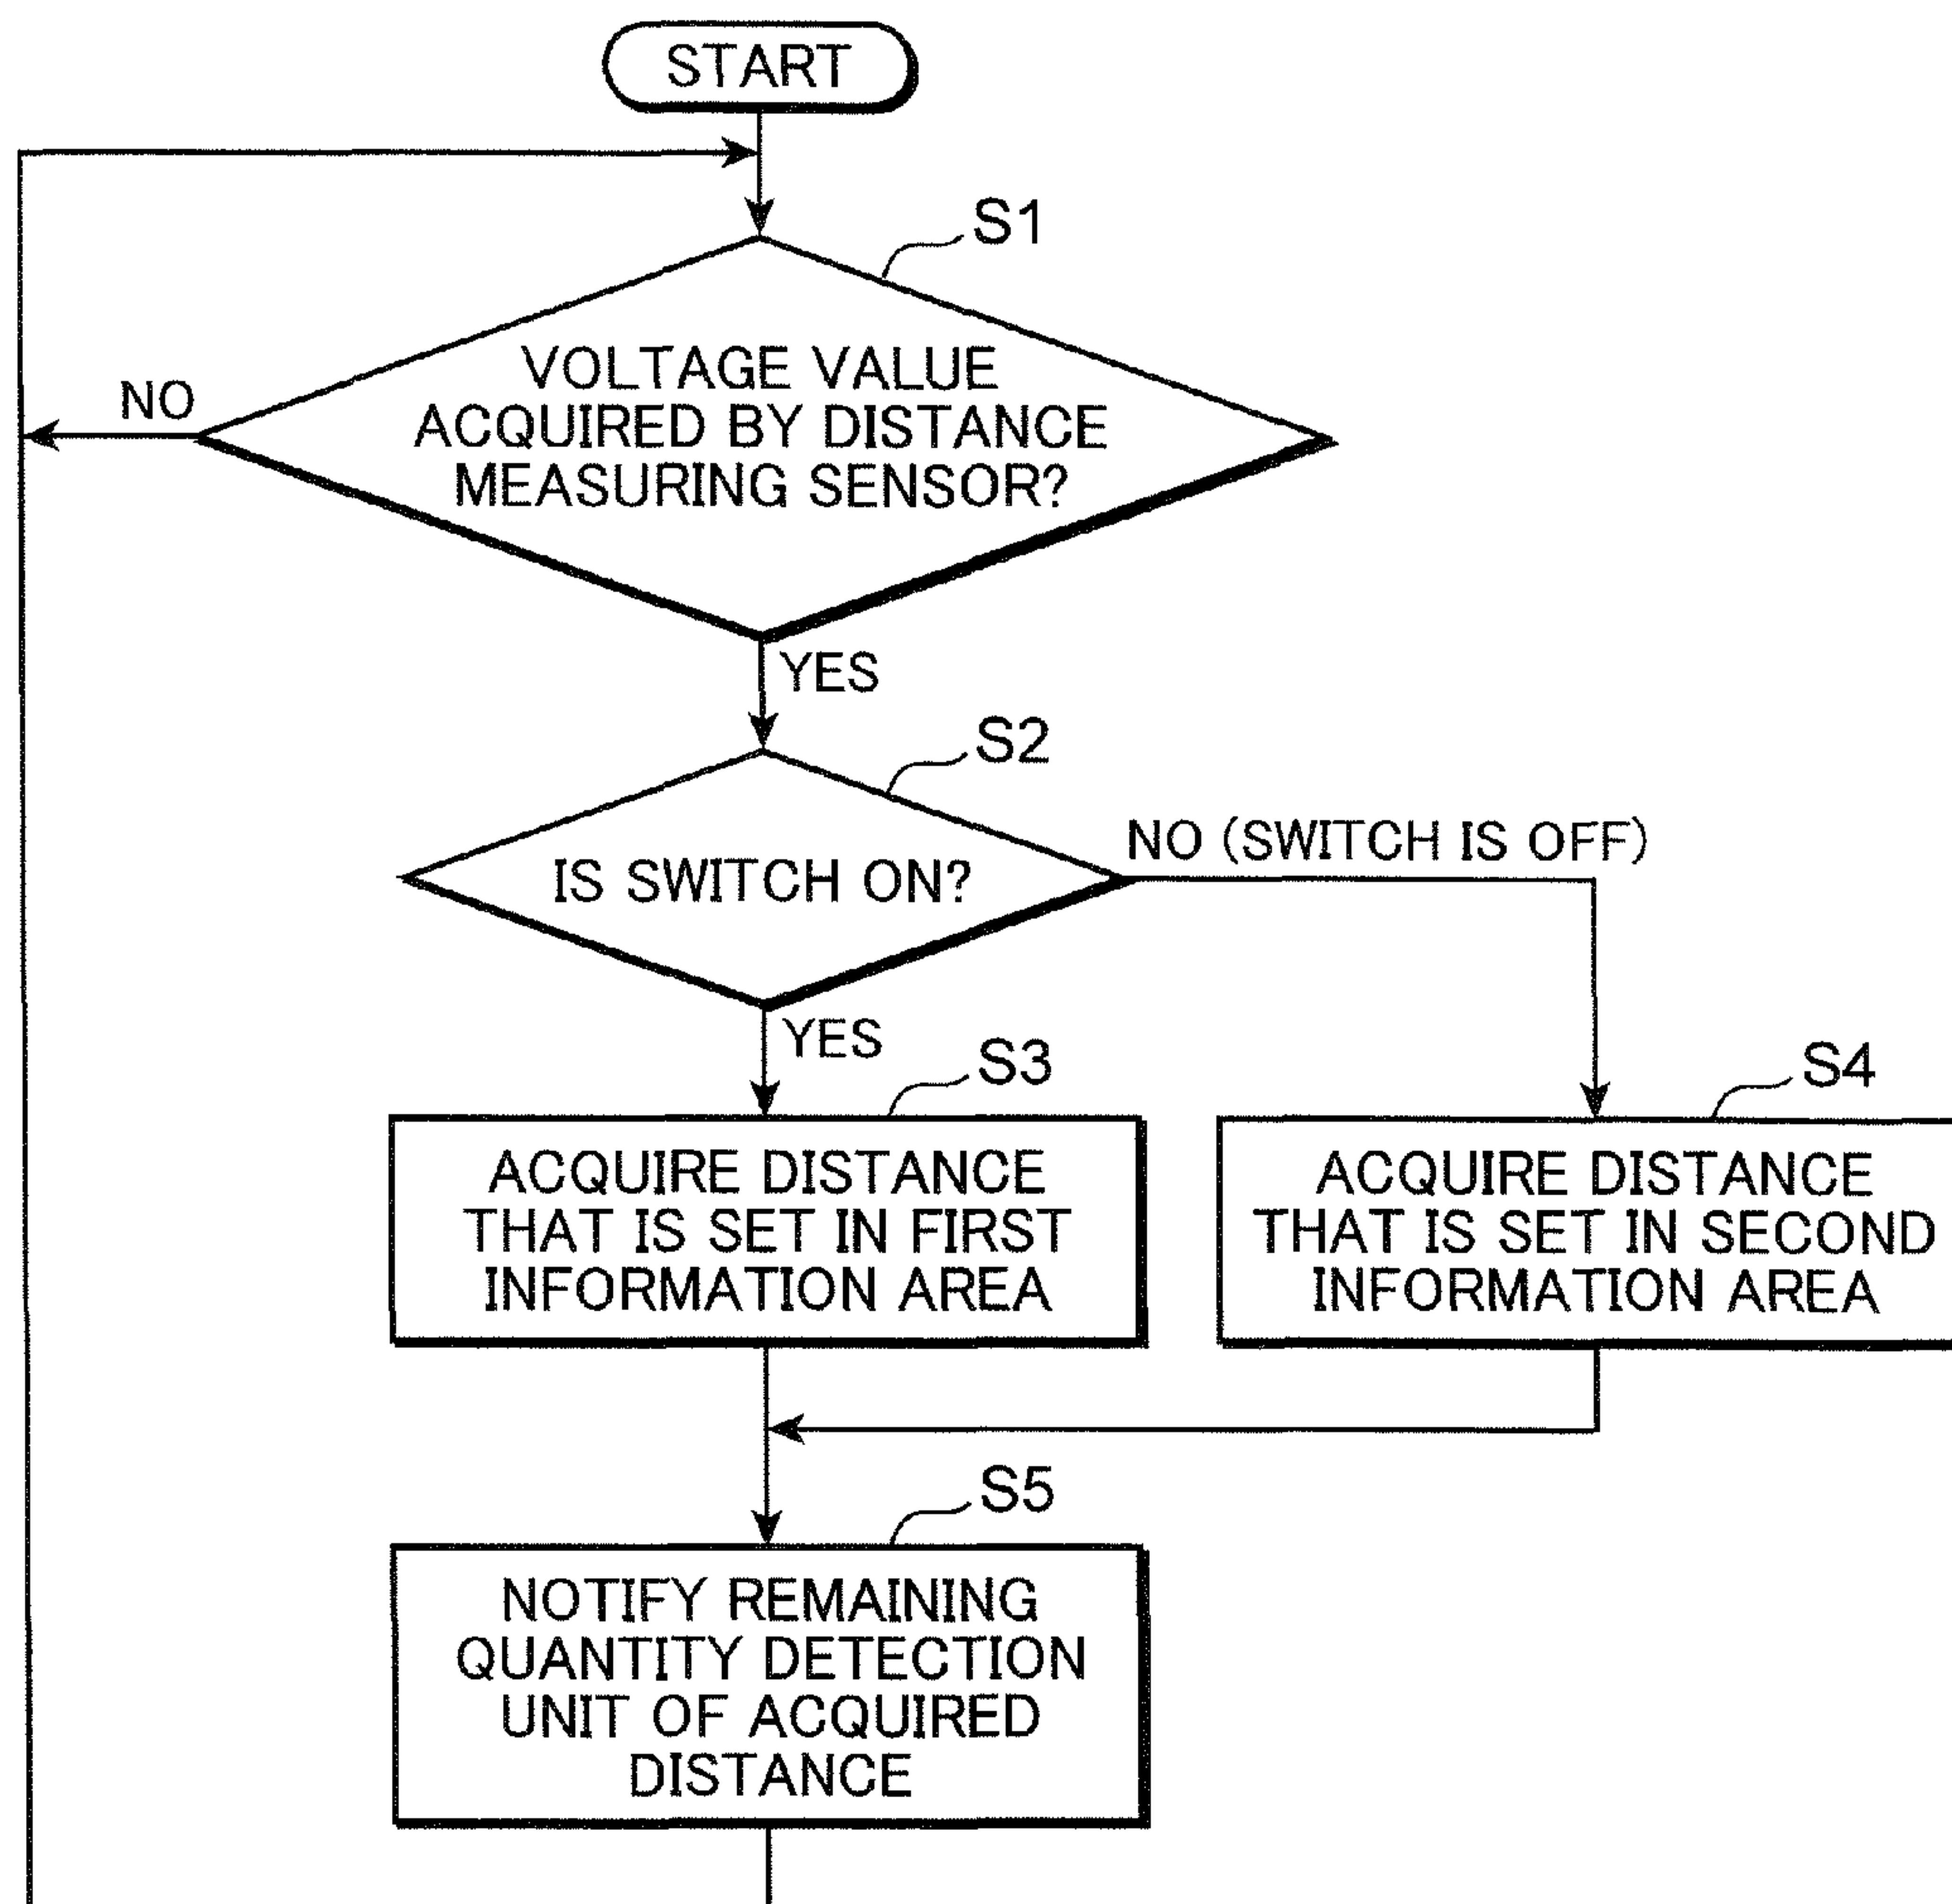 START
S1
VOLTAGE VALUE
ACQUIRED BY DISTANCE
MEASURING SENSOR?
NO
YES
S2
IS SWITCH ON?
NO (SWITCH IS OFF)
YES
S3
ACQUIRE DISTANCE
THAT IS SET IN FIRST
INFORMATION AREA
S4
ACQUIRE DISTANCE
THAT IS SET IN SECOND
INFORMATION AREA
S5
NOTIFY REMAINING
QUANTITY DETECTION
UNIT OF ACQUIRED
DISTANCE